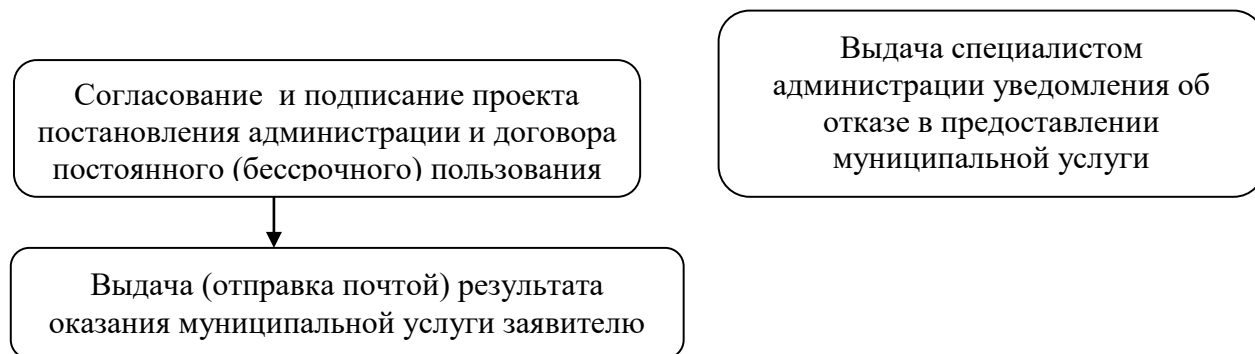 Согласование и подписание проекта
постановления администрации и договора
постоянного (бессрочного) пользования
Выдача специалистом
администрации уведомления об
отказе в предоставлении
муниципальной услуги
Выдача (отправка почтой) результата
оказания муниципальной услуги заявителю